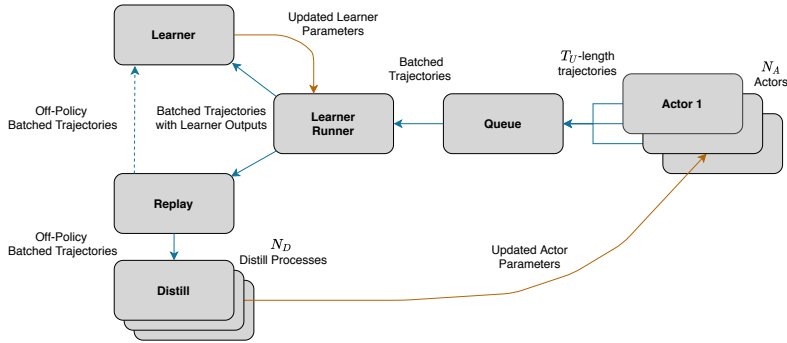 Learner
Updated Learner
Parameters
Batched
Trajectories
T_U-length
trajectories
N_A
Actors
Actor 1
Off-Policy
Batched Trajectories
Batched Trajectories
with Learner Outputs
Learner
Runner
Queue
Replay
Off-Policy
Batched Trajectories
N_D
Distill Processes
Updated Actor
Parameters
Distill